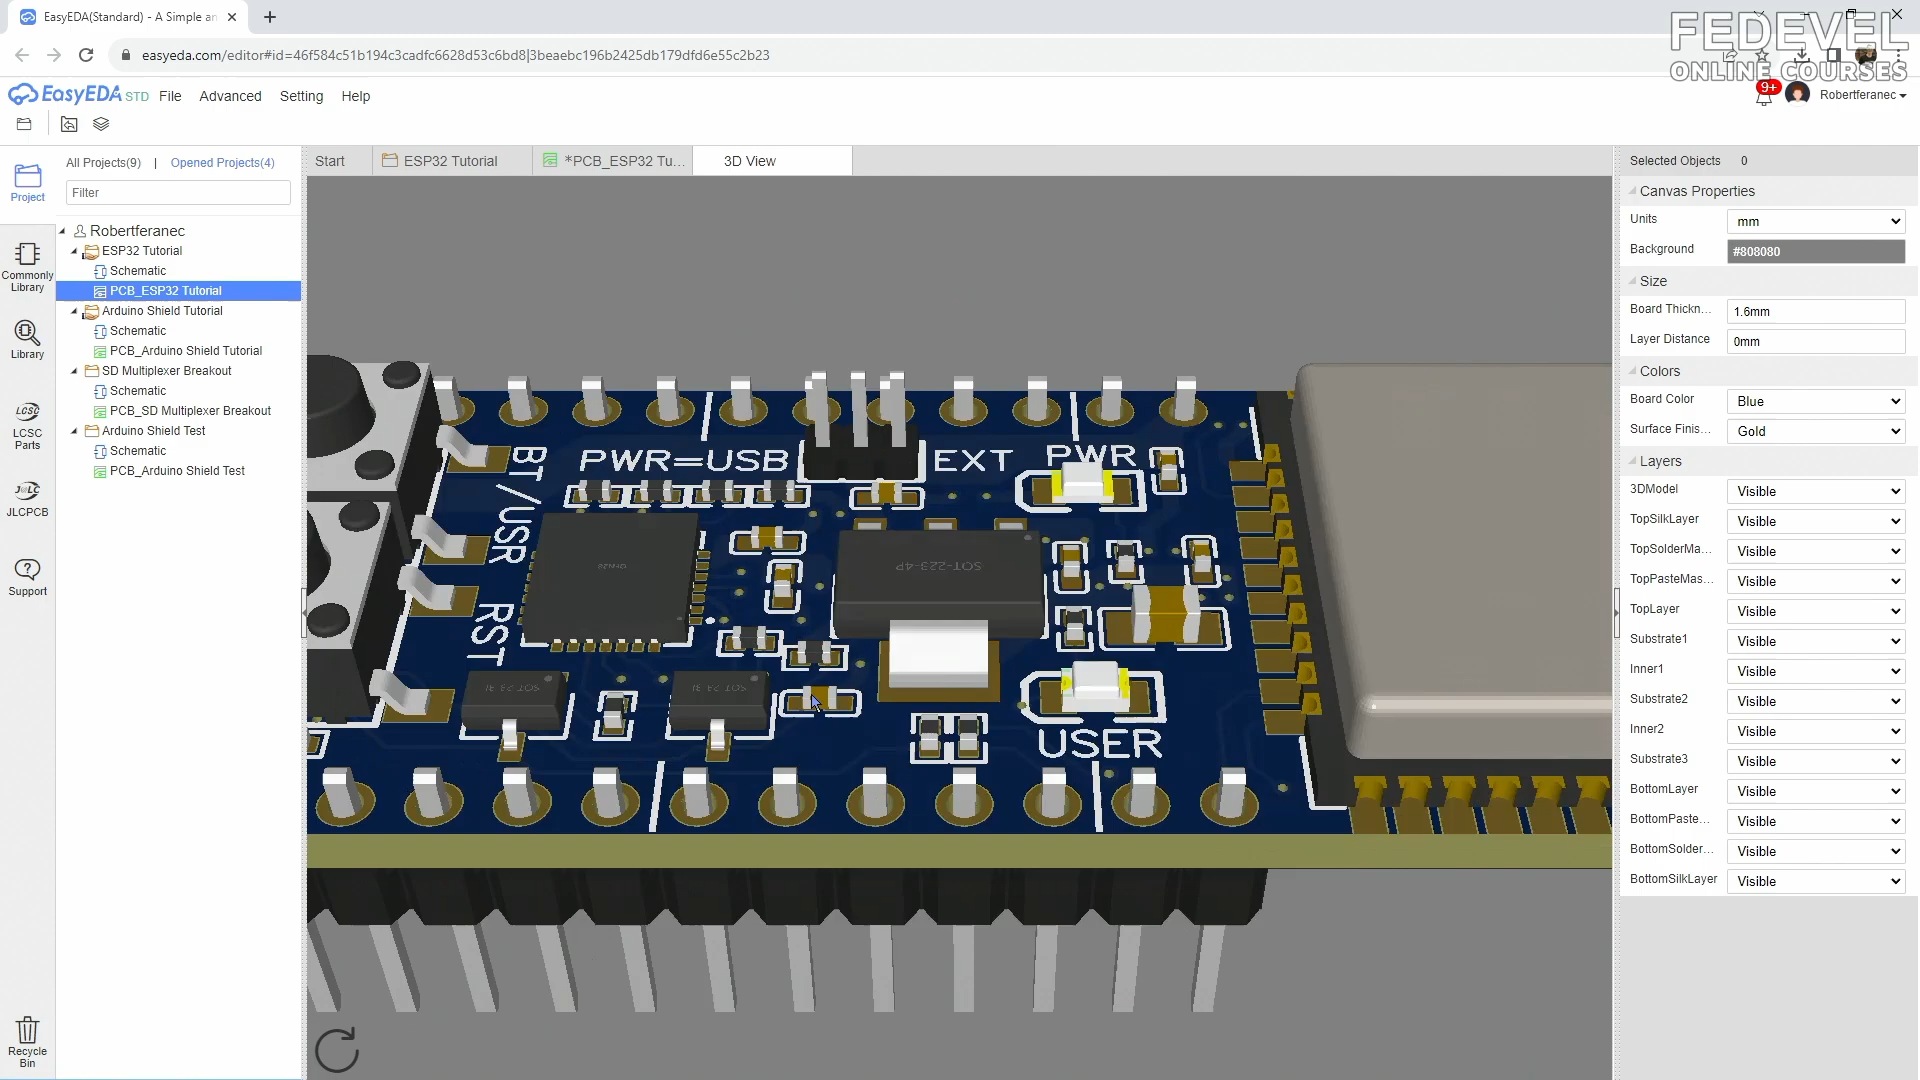 EasyEDA(Standard) - A Simple an
FEDEVEL
ONLINE COURSES
easyeda.com/editor#id=46f584c51b194c3cadfc6628d53c6bd8|3beaebc196b2425db179dfd6e55c2b23
EasyEDA STD File Advanced Setting Help
9+
Robertferanec
All Projects(9) | Opened Projects(4)
Filter
Project
Commonly
Library
Library
LCSC
LCSC
Parts
JLCPCB
Support
Recycle
Bin
Robertferanec
ESP32 Tutorial
Schematic
PCB_ESP32 Tutorial
Arduino Shield Tutorial
Schematic
PCB_Arduino Shield Tutorial
SD Multiplexer Breakout
Schematic
PCB_SD Multiplexer Breakout
Arduino Shield Test
Schematic
PCB_Arduino Shield Test
Start
ESP32 Tutorial
*PCB_ESP32 Tu...
3D View
PWR=USB
EXT
PWR
BT/USR
RST
SOT-223-4P
USER
Selected Objects 0
Canvas Properties
Units mm
Background #808080
Size
Board Thickn... 1.6mm
Layer Distance 0mm
Colors
Board Color Blue
Surface Finis... Gold
Layers
3DModel Visible
TopSilkLayer Visible
TopSolderMa... Visible
TopPasteMas... Visible
TopLayer Visible
Substrate1 Visible
Inner1 Visible
Substrate2 Visible
Inner2 Visible
Substrate3 Visible
BottomLayer Visible
BottomPaste... Visible
BottomSolder... Visible
BottomSilkLayer Visible